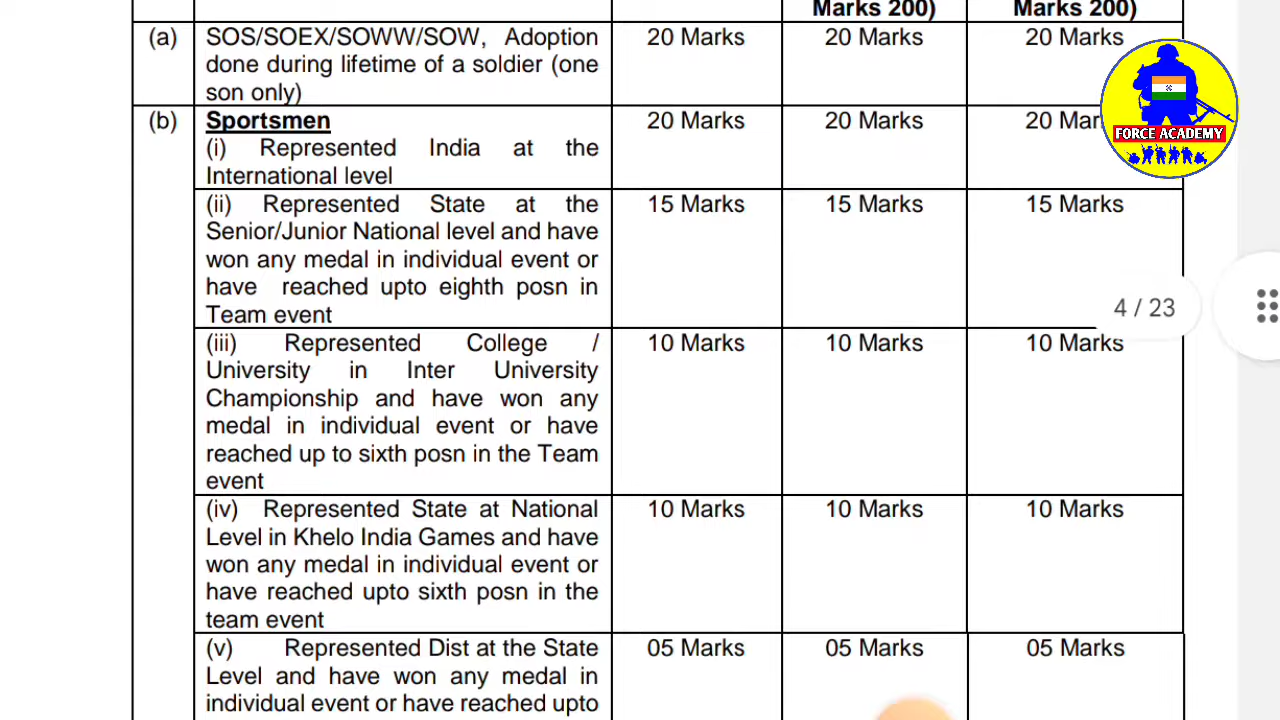 Marks 200) Marks 200)
(a) SOS/SOEX/SOWW/SOW, Adoption 20 Marks 20 Marks 20 Marks
done during lifetime of a soldier (one
son only)
(b) Sportsmen 20 Marks 20 Marks 20 Mar
(i) Represented India at the
International level
(ii) Represented State at the 15 Marks 15 Marks 15 Marks
Senior/Junior National level and have
won any medal in individual event or
have reached upto eighth posn in
Team event
(iii) Represented College / 10 Marks 10 Marks 10 Marks
University in Inter University
Championship and have won any
medal in individual event or have
reached up to sixth posn in the Team
event
(iv) Represented State at National 10 Marks 10 Marks 10 Marks
Level in Khelo India Games and have
won any medal in individual event or
have reached upto sixth posn in the
team event
(v) Represented Dist at the State 05 Marks 05 Marks 05 Marks
Level and have won any medal in
individual event or have reached upto
FORCE ACADEMY
4 / 23